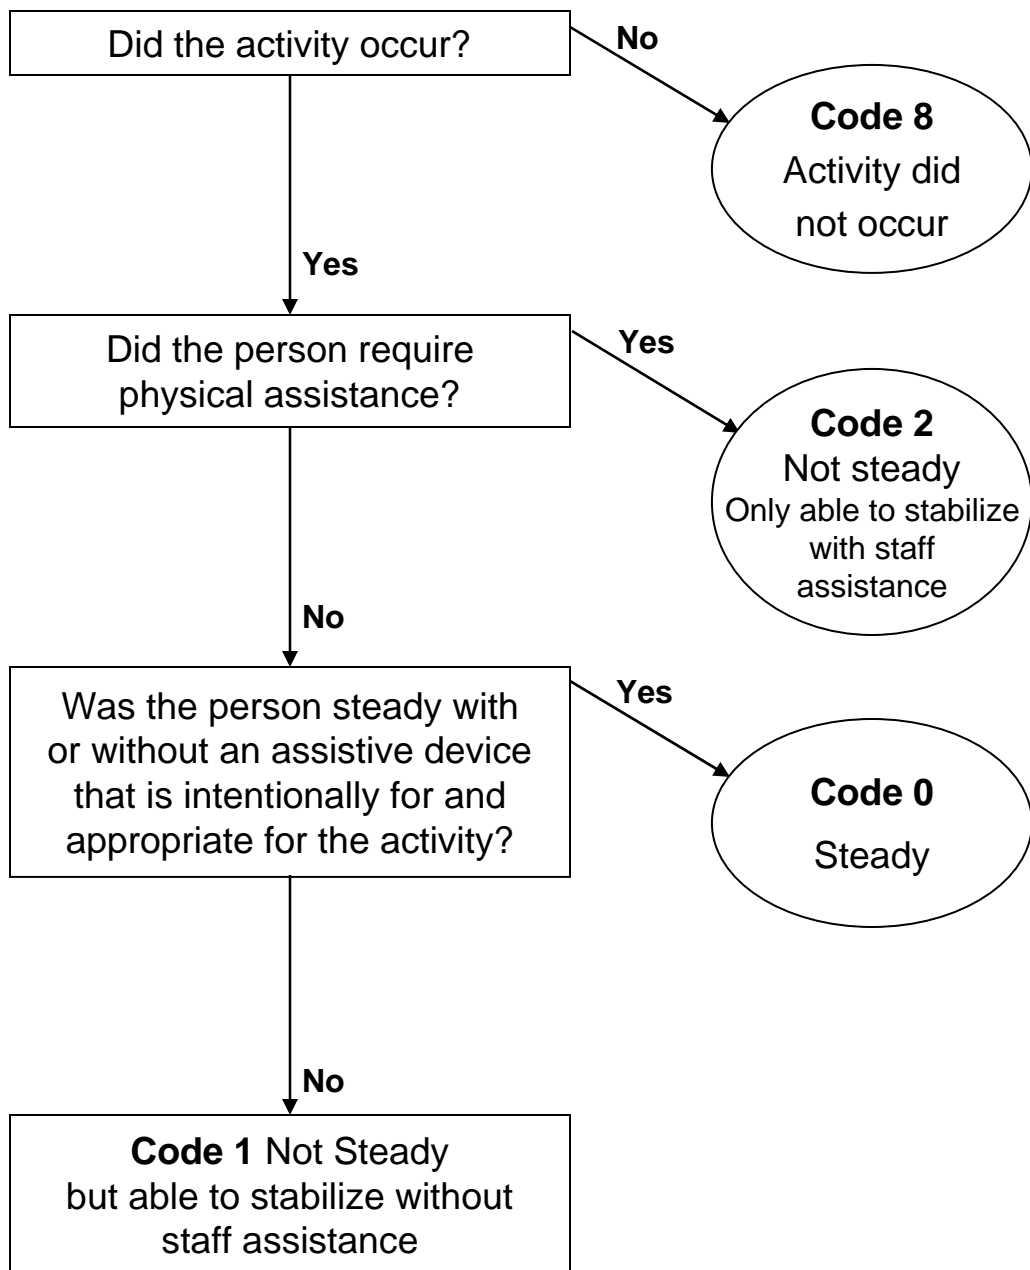 Did the activity occur?
No
Code 8
Activity did
not occur
Yes
Did the person require
physical assistance?
Yes
Code 2
Not steady
Only able to stabilize
with staff
assistance
No
Was the person steady with
or without an assistive device
that is intentionally for and
appropriate for the activity?
Yes
Code 0
Steady
No
Code 1 Not Steady
but able to stabilize without
staff assistance